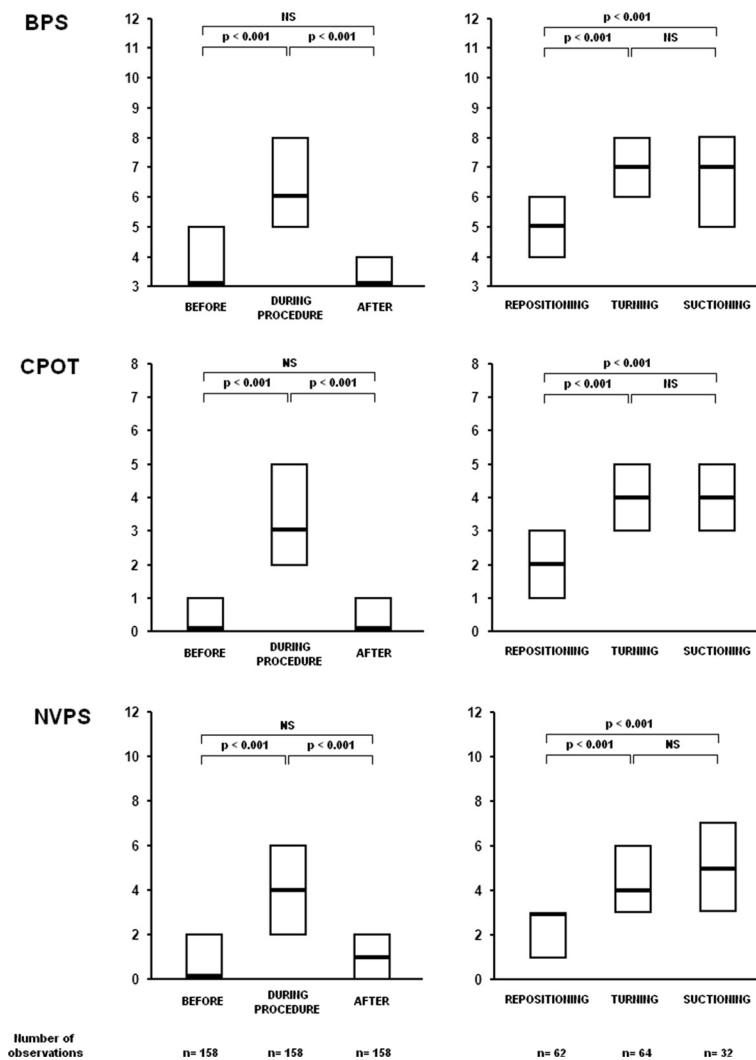 BPS
NS
p < 0.001 p < 0.001
12
11
10
9
8
7
6
5
4
3
BEFORE DURING PROCEDURE AFTER
p < 0.001
p < 0.001 NS
12
11
10
9
8
7
6
5
4
3
REPOSITIONING TURNING SUCTIONING
CPOT
NS
p < 0.001 p < 0.001
8
7
6
5
4
3
2
1
0
BEFORE DURING PROCEDURE AFTER
p < 0.001
p < 0.001 NS
8
7
6
5
4
3
2
1
0
REPOSITIONING TURNING SUCTIONING
NVPS
NS
p < 0.001 p < 0.001
12
10
8
6
4
2
0
BEFORE DURING PROCEDURE AFTER
p < 0.001
p < 0.001 NS
12
10
8
6
4
2
0
REPOSITIONING TURNING SUCTIONING
Number of
observations n= 158 n= 158 n= 158 n= 62 n= 64 n= 32